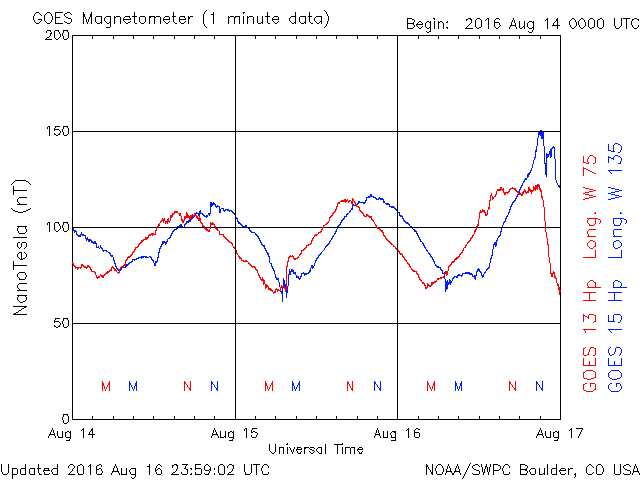 GOES Magnetometer (1 minute data)
Begin: 2016 Aug 14 0000 UTC
200
150
100
50
0
NanoTesla (nT)
M M N N M M N N M M N N
Aug 14 Aug 15 Aug 16 Aug 17
Universal Time
GOES 13 Hp Long. W 75
GOES 15 Hp Long. W 135
Updated 2016 Aug 16 23:59:02 UTC
NOAA/SWPC Boulder, CO USA